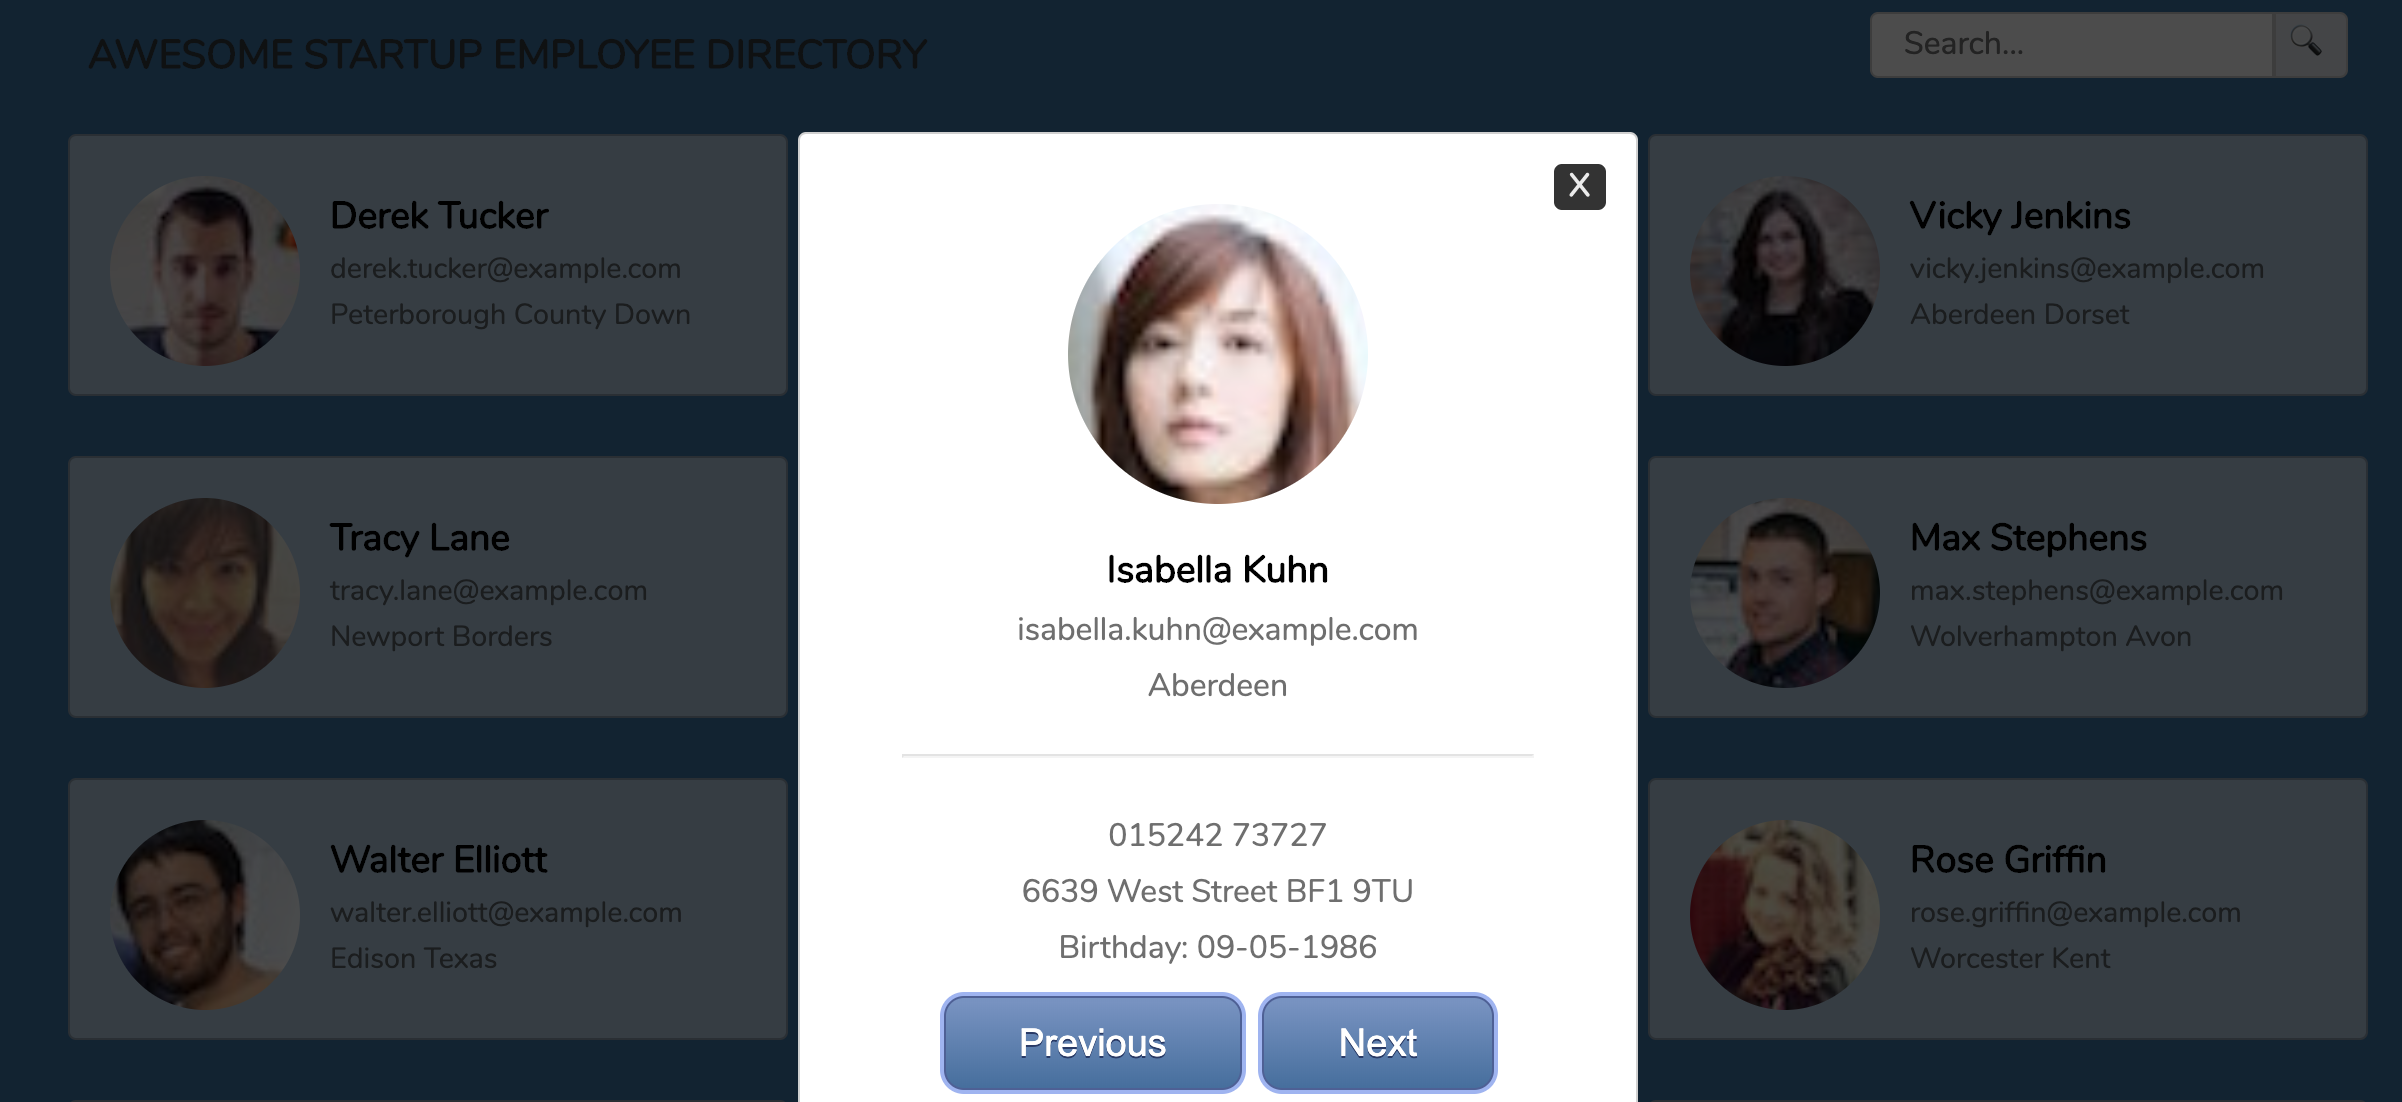 AWESOME STARTUP EMPLOYEE DIRECTORY
Search...
X
Derek Tucker
derek.tucker@example.com
Peterborough County Down
Vicky Jenkins
vicky.jenkins@example.com
Aberdeen Dorset
Tracy Lane
tracy.lane@example.com
Newport Borders
Isabella Kuhn
isabella.kuhn@example.com
Aberdeen
Max Stephens
max.stephens@example.com
Wolverhampton Avon
Walter Elliott
walter.elliott@example.com
Edison Texas
015242 73727
6639 West Street BF1 9TU
Birthday: 09-05-1986
Previous
Next
Rose Griffin
rose.griffin@example.com
Worcester Kent